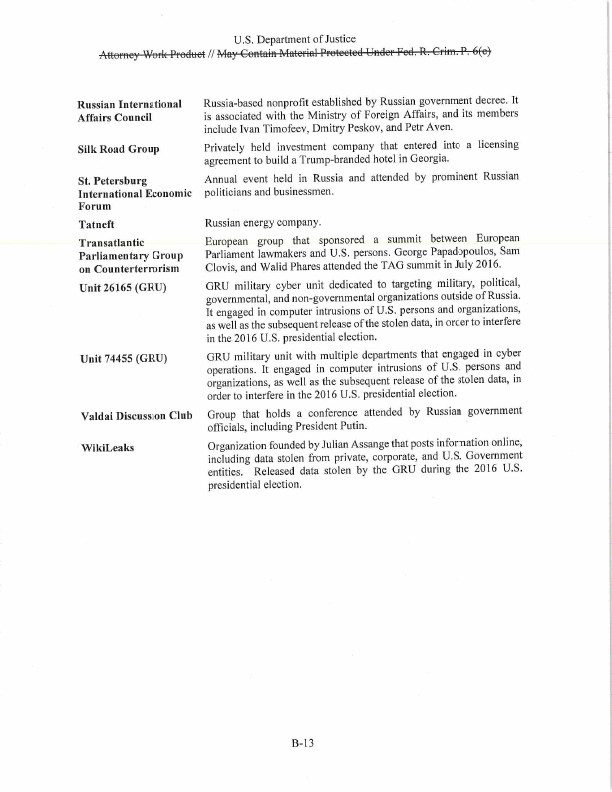 U.S. Department of Justice
Attorney Work Product // May Contain Material Protected Under Fed. R. Crim. P. 6(e)
Russian International Affairs Council
Russia-based nonprofit established by Russian government decree. It
is associated with the Ministry of Foreign Affairs, and its members
include Ivan Timofeev, Dmitry Peskov, and Petr Aven.
Silk Road Group
Privately held investment company that entered into a licensing
agreement to build a Trump-branded hotel in Georgia.
St. Petersburg
International Economic
Forum
Annual event held in Russia and attended by prominent Russian
politicians and businessmen.
Tatneft
Russian energy company.
Transatlantic
Parliamentary Group
on Counterterrorism
European group that sponsored a summit between European
Parliament lawmakers and U.S. persons. George Papadopoulos, Sam
Clovis, and Walid Phares attended the TAG summit in July 2016.
Unit 26165 (GRU)
GRU military cyber unit dedicated to targeting military, political,
governmental, and non-governmental organizations outside of Russia.
It engaged in computer intrusions of U.S. persons and organizations,
as well as the subsequent release of the stolen data, in order to interfere
in the 2016 U.S. presidential election.
Unit 74455 (GRU)
GRU military unit with multiple departments that engaged in cyber
operations. It engaged in computer intrusions of U.S. persons and
organizations, as well as the subsequent release of the stolen data, in
order to interfere in the 2016 U.S. presidential election.
Valdai Discussion Club
Group that holds a conference attended by Russian government
officials, including President Putin.
WikiLeaks
Organization founded by Julian Assange that posts information online,
including data stolen from private, corporate, and U.S. Government
entities. Released data stolen by the GRU during the 2016 U.S.
presidential election.
B-13